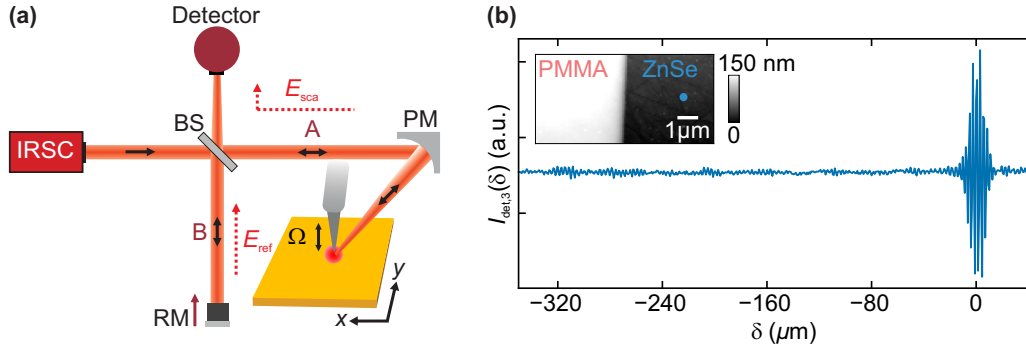 (a)
Detector
E_sca
BS
A
PM
IRSC
B
E_ref
Ω
RM
x
y
(b)
I_det,3(δ) (a.u.)
PMMA
ZnSe
1µm
150 nm
0
−320
−240
−160
−80
0
δ (µm)